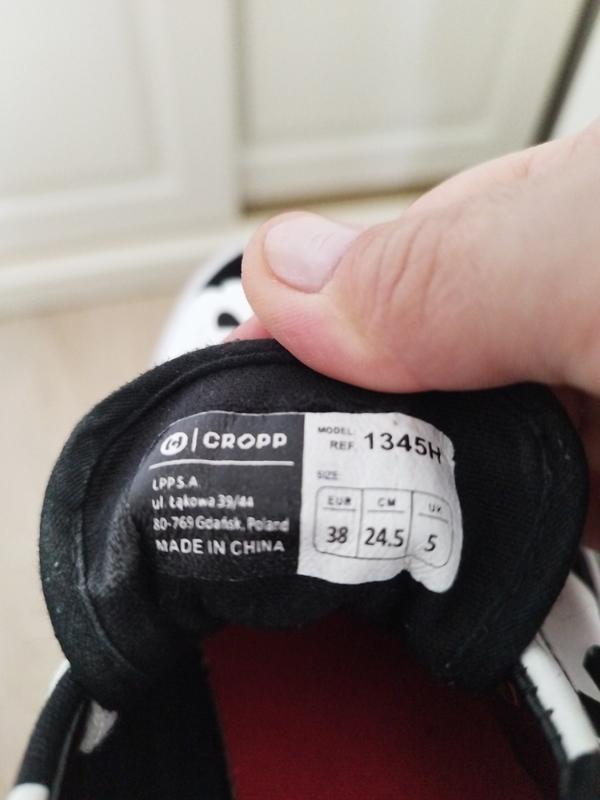 CROPP
LPP S.A
ul. Łąkowa 39/44
80-769 Gdańsk, Poland
MADE IN CHINA
MODEL:
REF. 1345H
SIZE:
EUR CM UK
38 24.5 5